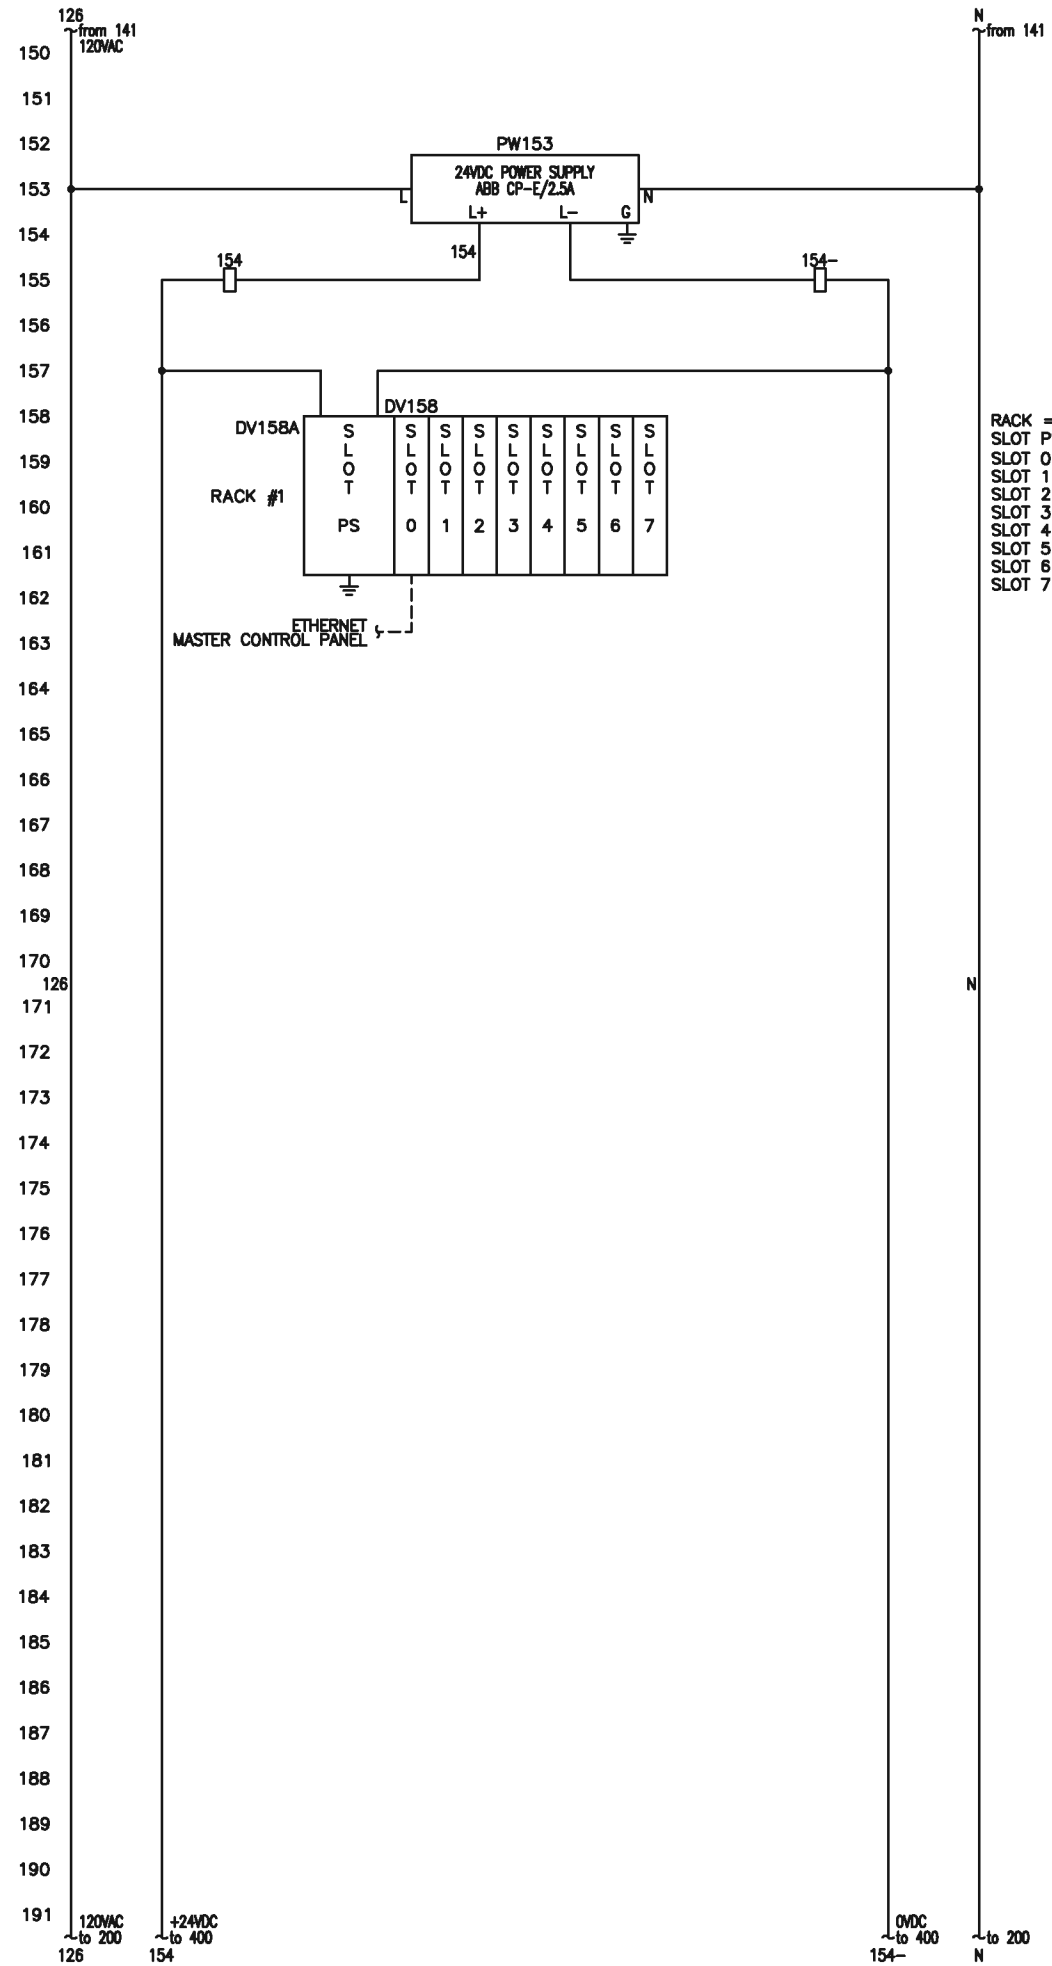 126
from 141
120VAC
N
from 141
150
151
152
PW153
24VDC POWER SUPPLY
ABB CP-E/2.5A
153
L
N
L+
L-
G
154
154
154
154-
155
156
157
DV158
158
DV158A
RACK #1
SLOT PS
SLOT 0
SLOT 1
SLOT 2
SLOT 3
SLOT 4
SLOT 5
SLOT 6
SLOT 7
RACK =
SLOT P
SLOT 0
SLOT 1
SLOT 2
SLOT 3
SLOT 4
SLOT 5
SLOT 6
SLOT 7
159
160
161
162
ETHERNET
MASTER CONTROL PANEL
163
164
165
166
167
168
169
170
126
N
171
172
173
174
175
176
177
178
179
180
181
182
183
184
185
186
187
188
189
190
191
120VAC
to 200
126
+24VDC
to 400
154
0VDC
to 400
154-
to 200
N